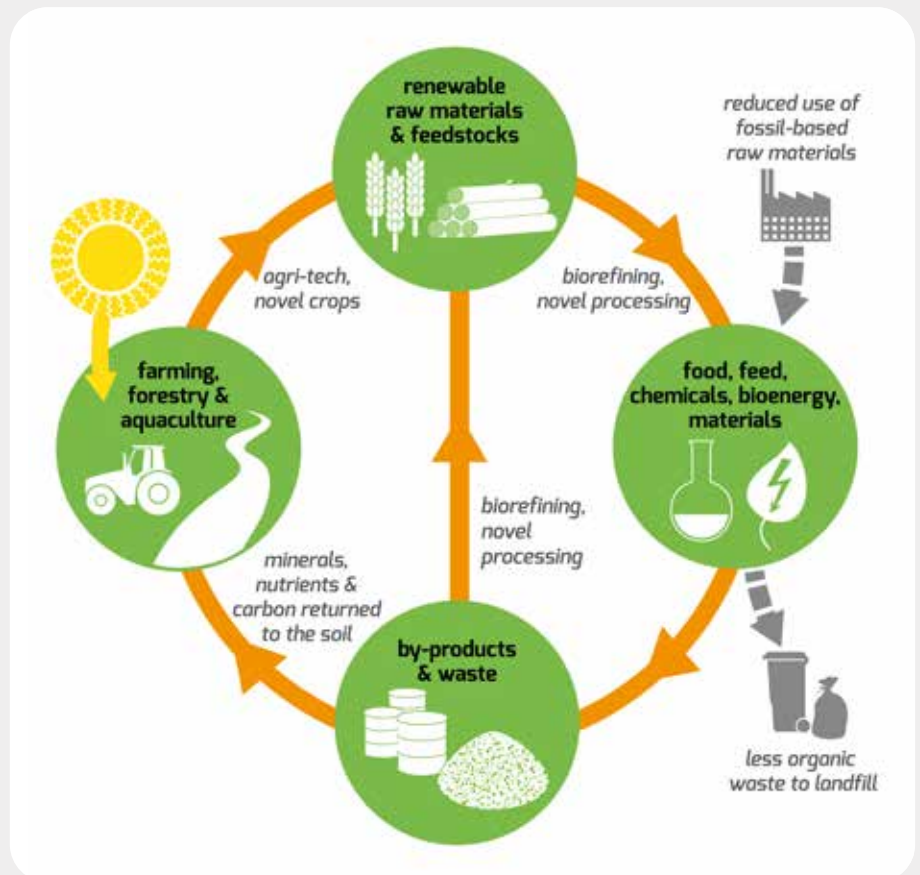 renewable
raw materials
& feedstocks
reduced use of
fossil-based
raw materials
agri-tech,
novel crops
biorefining,
novel processing
farming,
forestry &
aquaculture
food, feed,
chemicals, bioenergy,
materials
biorefining,
novel
processing
minerals,
nutrients &
carbon returned
to the soil
by-products
& waste
less organic
waste to landfill